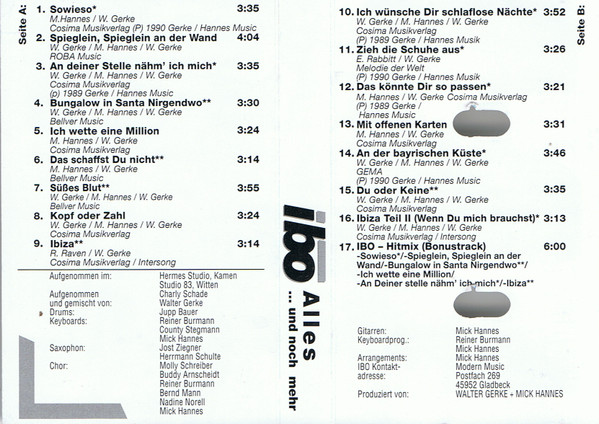 Seite A:
1. Sowieso* 3:35
M.Hannes / W. Gerke
Cosima Musikverlag (P) 1990 Gerke / Hannes Music
2. Spieglein, Spieglein an der Wand 4:04
W. Gerke / M. Hannes / W. Gerke
ROBA Music
3. An deiner Stelle nähm' ich mich* 3:35
W. Gerke / M. Hannes / W. Gerke
Cosima Musikverlag
(p) 1989 Gerke / Hannes Music
4. Bungalow in Santa Nirgendwo** 3:30
W. Gerke / M. Hannes / W. Gerke
Bellver Music
5. Ich wette eine Million 3:24
W. Gerke / M. Hannes / W. Gerke
Cosima Musikverlag
6. Das schaffst Du nicht** 3:14
M. Hannes / W. Gerke
Bellver Music
7. Süßes Blut** 3:55
W. Gerke / M. Hannes / W. Gerke
Bellver Music
8. Kopf oder Zahl 3:24
W. Gerke / M. Hannes / W. Gerke
Cosima Musikverlag
9. Ibiza** 3:14
R. Raven / W. Gerke
Cosima Musikverlag / Intersong
Aufgenommen im: Hermes Studio, Kamen
Studio 83, Witten
Aufgenommen Charly Schade
und gemischt von: Walter Gerke
Drums: Jupp Bauer
Keyboards: Reiner Burmann
County Stegmann
Mick Hannes
Saxophon: Jost Ziegner
Herrmann Schulte
Chor: Molly Schreiber
Buddy Arnscheidt
Reiner Burmann
Bernd Mann
Nadine Norell
Mick Hannes
ibo
Alles
... und noch mehr
Seite B:
10. Ich wünsche Dir schlaflose Nächte* 3:52
W. Gerke / M. Hannes / W. Gerke
Cosima Musikverlag
(P) 1989 Gerke / Hannes - Music
11. Zieh die Schuhe aus* 3:26
E. Rabbitt / W. Gerke
Melodie der Welt
(P) 1990 Gerke / Hannes Music
12. Das könnte Dir so passen* 3:21
M. Hannes / W. Gerke Cosima Musikverlag
(P) 1989 Gerke /
Hannes Music
13. Mit offenen Karten 3:31
M. Hannes / W. Gerke
Cosima Musikverlag
14. An der bayrischen Küste* 3:46
W. Gerke / M. Hannes / W. Gerke
GEMA
(P) 1990 Gerke / Hannes Music
15. Du oder Keine** 3:35
W. Gerke / M. Hannes / W. Gerke
Cosima Musikverlag
16. Ibiza Teil II (Wenn Du mich brauchst)* 3:13
W. Gerke / M. Hannes / W. Gerke
Cosima Musikverlag / Intersong
17. IBO – Hitmix (Bonustrack) 6:00
-Sowieso*/-Spieglein, Spieglein an der
Wand/-Bungalow in Santa Nirgendwo**/
-Ich wette eine Million/
-An Deiner stelle nähm' ich mich*/-Ibiza**
Gitarren: Mick Hannes
Keyboardprog.: Reiner Burmann
Mick Hannes
Arrangements: Mick Hannes
IBO Kontakt- Modern Music
adresse: Postfach 269
45952 Gladbeck
Produziert von: WALTER GERKE + MICK HANNES